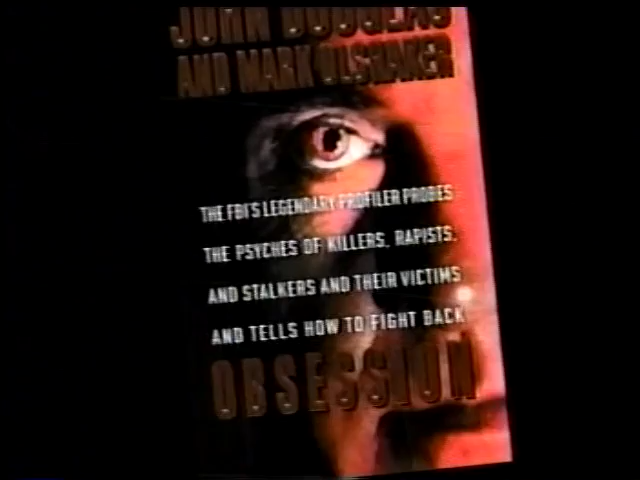 JOHN DOUGLAS
AND MARK OLSHAKER
THE FBI'S LEGENDARY PROFILER PROBES
THE PSYCHES OF KILLERS, RAPISTS,
AND STALKERS AND THEIR VICTIMS
AND TELLS HOW TO FIGHT BACK
OBSESSION